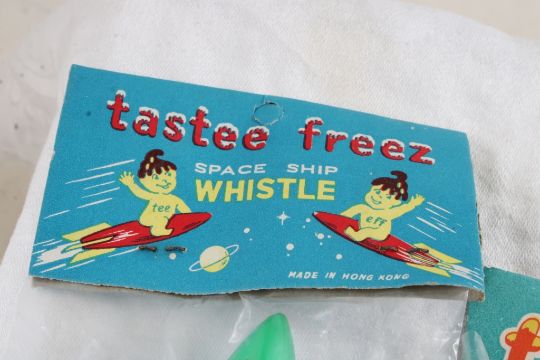 tastee freez
SPACE SHIP
WHISTLE
tee
eff
MADE IN HONG KONG
t